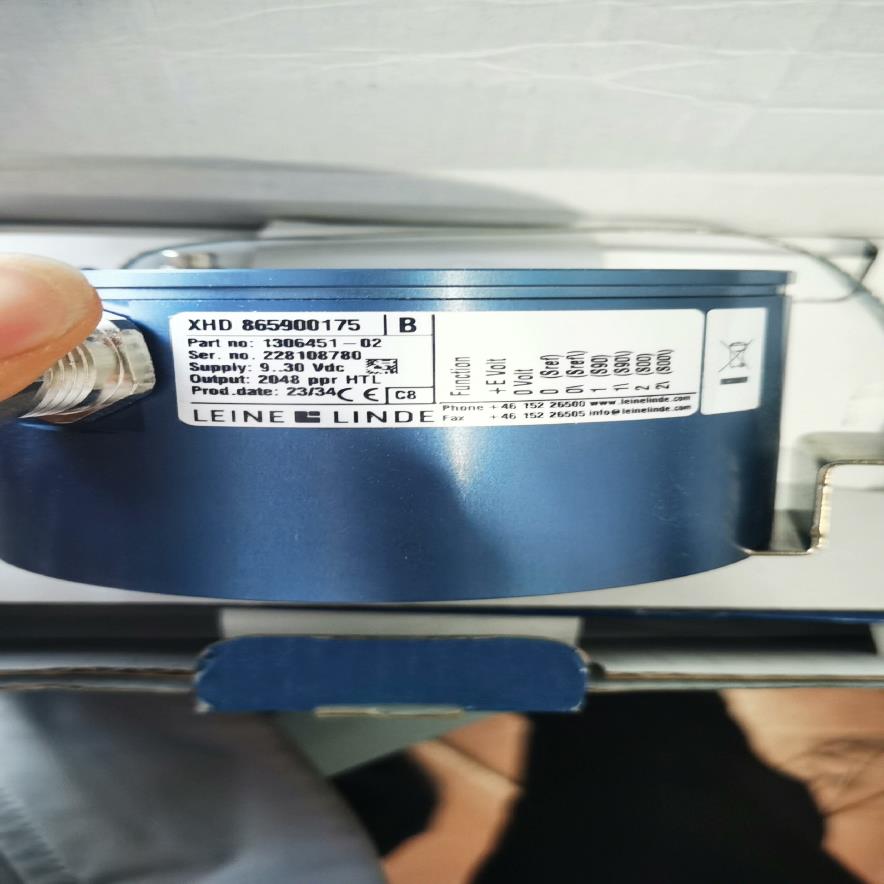 XHD 865900175 B
Part no: 1306451-02
Ser. no. 228108780
Supply: 9..30 Vdc
Output: 2048 ppr HTL
Prod.date: 23/34 CE C8
LEINE LINDE
Function
+E Volt
0 Volt
0 (Sref)
0\ (Sref\)
1 (S90)
1\ (S90\)
2 (S00)
2\ (S00\)
Phone +46 152 26500 www.leinelinde.com
Fax +46 152 26505 info@leinelinde.com